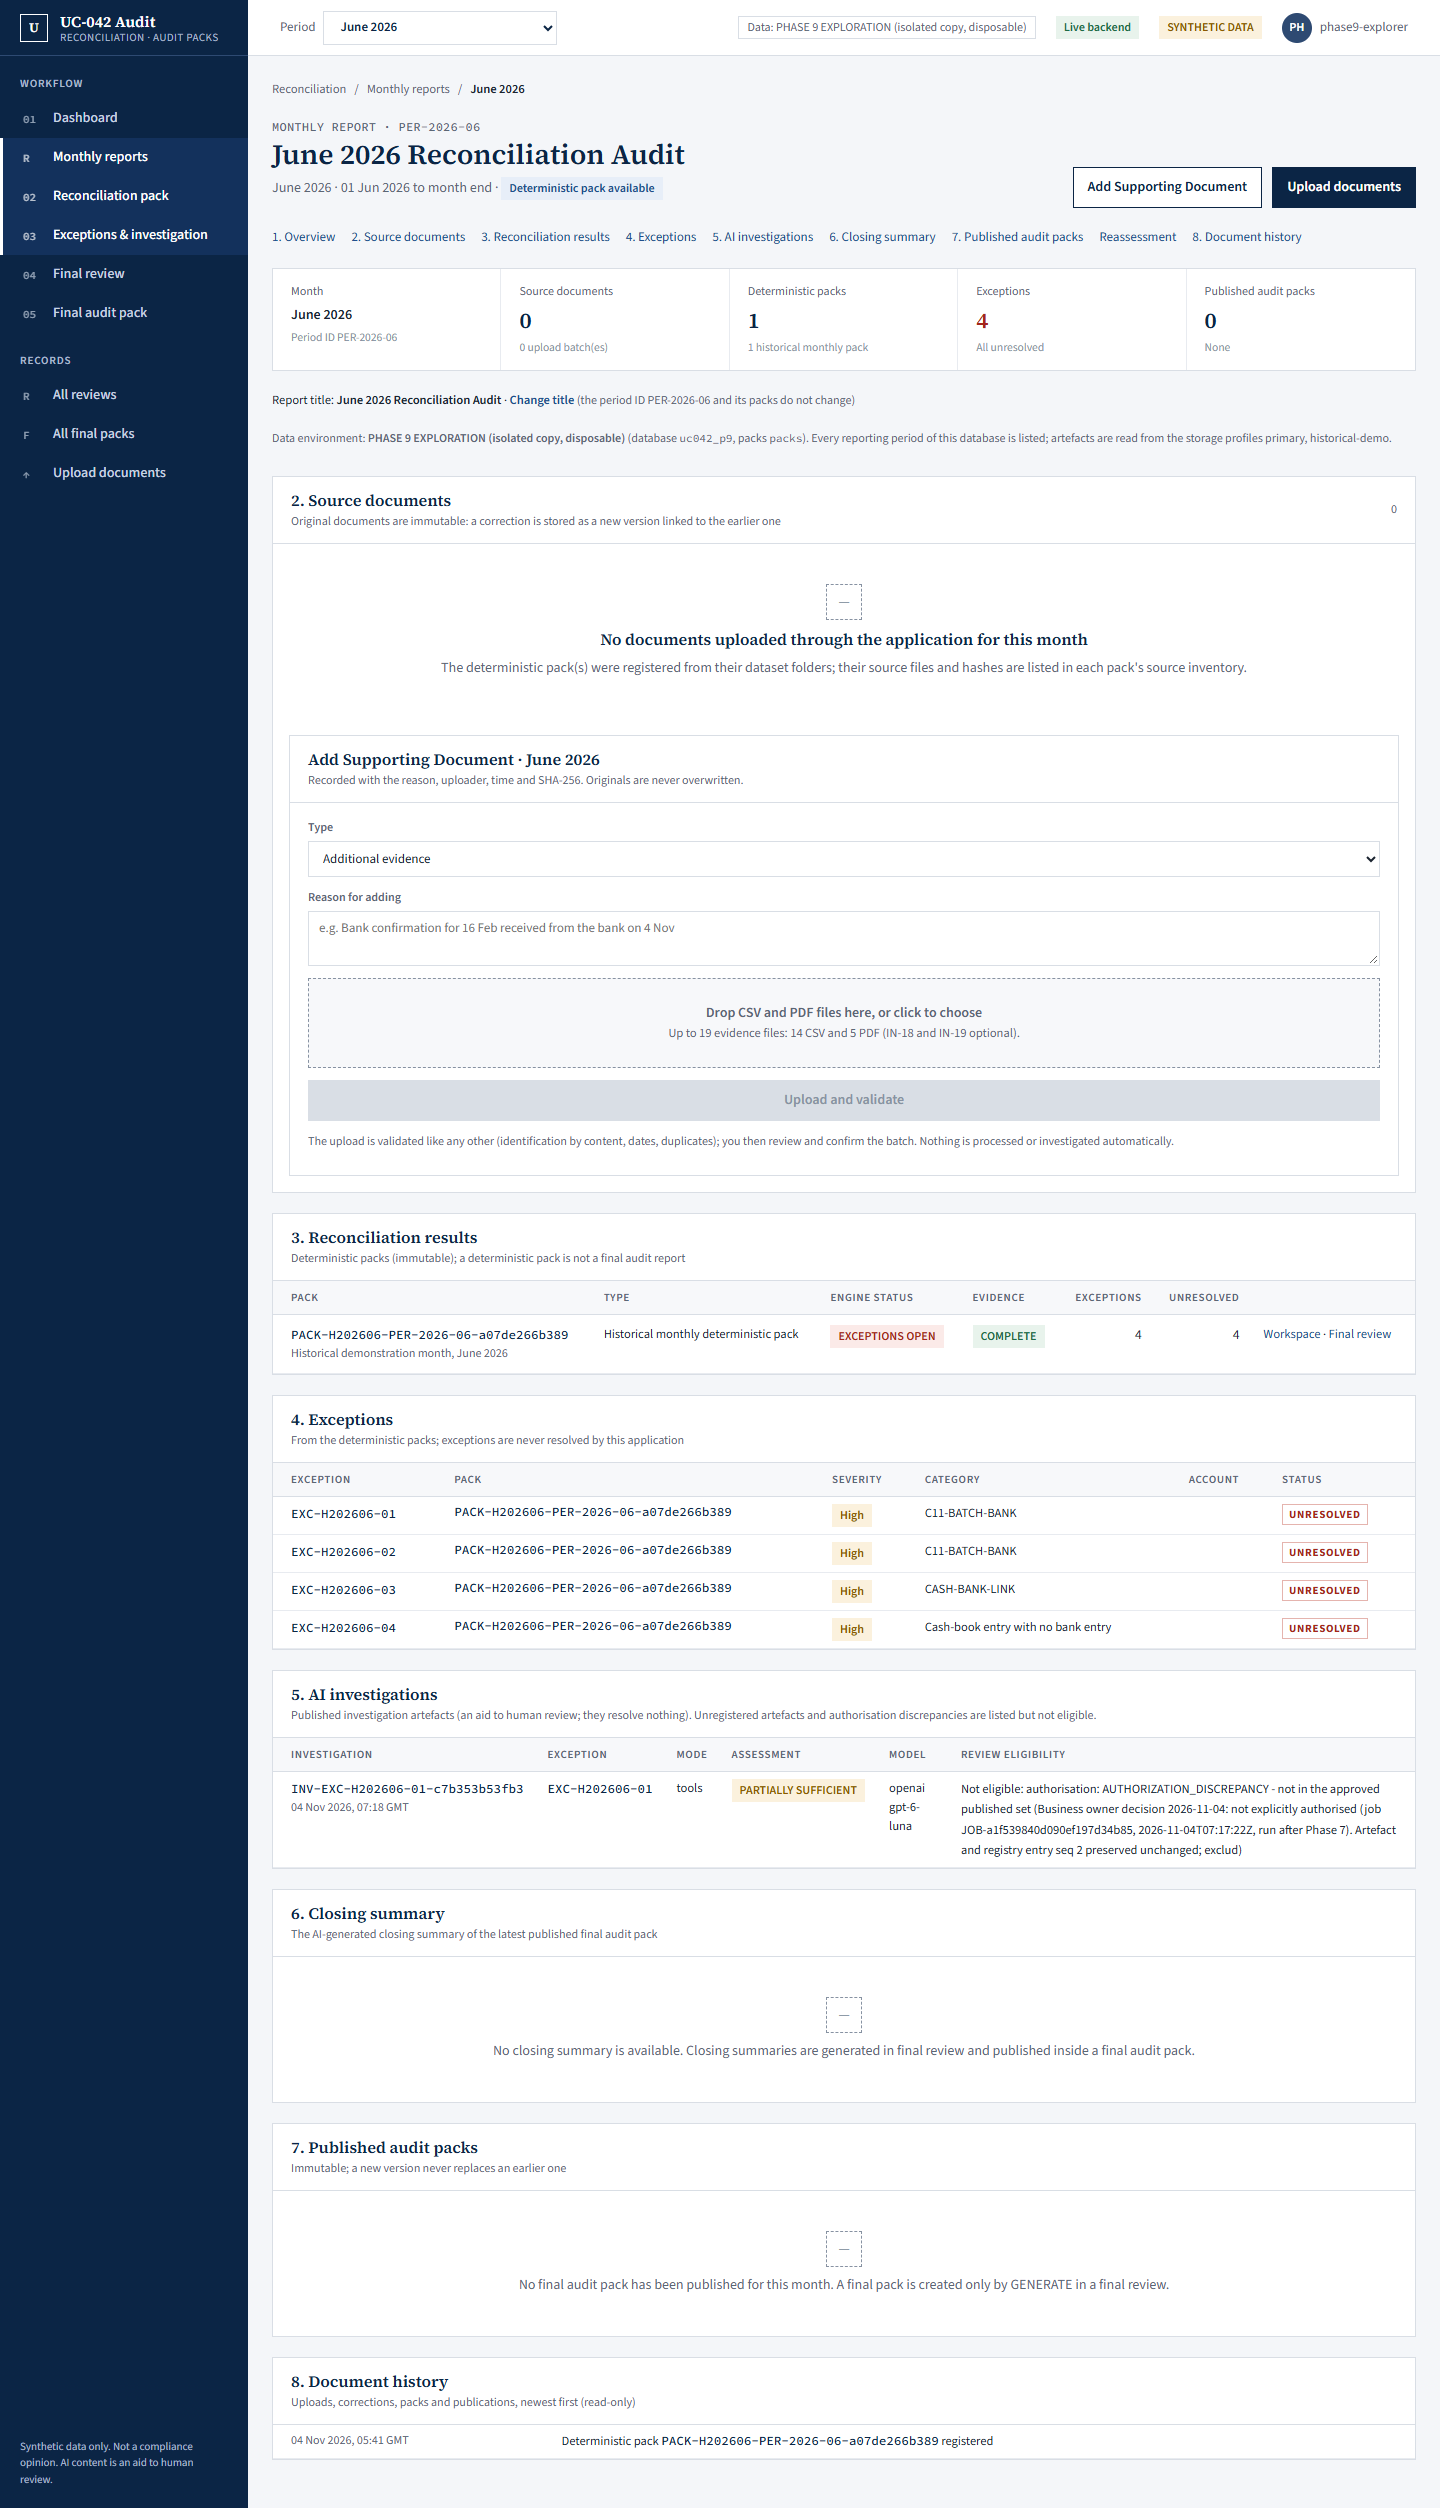 U
UC-042 Audit
RECONCILIATION · AUDIT PACKS
WORKFLOW
01 Dashboard
R Monthly reports
02 Reconciliation pack
03 Exceptions & investigation
04 Final review
05 Final audit pack
RECORDS
R All reviews
F All final packs
↑ Upload documents
Synthetic data only. Not a compliance
opinion. AI content is an aid to human
review.
Period June 2026
Data: PHASE 9 EXPLORATION (isolated copy, disposable)
Live backend
SYNTHETIC DATA
PH phase9-explorer
Reconciliation / Monthly reports / June 2026
MONTHLY REPORT · PER-2026-06
June 2026 Reconciliation Audit
June 2026 · 01 Jun 2026 to month end · Deterministic pack available
Add Supporting Document
Upload documents
1. Overview 2. Source documents 3. Reconciliation results 4. Exceptions 5. AI investigations 6. Closing summary 7. Published audit packs Reassessment 8. Document history
Month
June 2026
Period ID PER-2026-06
Source documents
0
0 upload batch(es)
Deterministic packs
1
1 historical monthly pack
Exceptions
4
All unresolved
Published audit packs
0
None
Report title: June 2026 Reconciliation Audit · Change title (the period ID PER-2026-06 and its packs do not change)
Data environment: PHASE 9 EXPLORATION (isolated copy, disposable) (database uc042_p9, packs packs). Every reporting period of this database is listed; artefacts are read from the storage profiles primary, historical-demo.
2. Source documents
Original documents are immutable: a correction is stored as a new version linked to the earlier one
0
—
No documents uploaded through the application for this month
The deterministic pack(s) were registered from their dataset folders; their source files and hashes are listed in each pack's source inventory.
Add Supporting Document · June 2026
Recorded with the reason, uploader, time and SHA-256. Originals are never overwritten.
Type
Additional evidence
Reason for adding
e.g. Bank confirmation for 16 Feb received from the bank on 4 Nov
Drop CSV and PDF files here, or click to choose
Up to 19 evidence files: 14 CSV and 5 PDF (IN-18 and IN-19 optional).
Upload and validate
The upload is validated like any other (identification by content, dates, duplicates); you then review and confirm the batch. Nothing is processed or investigated automatically.
3. Reconciliation results
Deterministic packs (immutable); a deterministic pack is not a final audit report
PACK TYPE ENGINE STATUS EVIDENCE EXCEPTIONS UNRESOLVED
PACK-H202606-PER-2026-06-a07de266b389 Historical monthly deterministic pack EXCEPTIONS OPEN COMPLETE 4 4 Workspace · Final review
Historical demonstration month, June 2026
4. Exceptions
From the deterministic packs; exceptions are never resolved by this application
EXCEPTION PACK SEVERITY CATEGORY ACCOUNT STATUS
EXC-H202606-01 PACK-H202606-PER-2026-06-a07de266b389 High C11-BATCH-BANK UNRESOLVED
EXC-H202606-02 PACK-H202606-PER-2026-06-a07de266b389 High C11-BATCH-BANK UNRESOLVED
EXC-H202606-03 PACK-H202606-PER-2026-06-a07de266b389 High CASH-BANK-LINK UNRESOLVED
EXC-H202606-04 PACK-H202606-PER-2026-06-a07de266b389 High Cash-book entry with no bank entry UNRESOLVED
5. AI investigations
Published investigation artefacts (an aid to human review; they resolve nothing). Unregistered artefacts and authorisation discrepancies are listed but not eligible.
INVESTIGATION EXCEPTION MODE ASSESSMENT MODEL REVIEW ELIGIBILITY
INV-EXC-H202606-01-c7b353b53fb3 EXC-H202606-01 tools PARTIALLY SUFFICIENT openai Not eligible: authorisation: AUTHORIZATION_DISCREPANCY - not in the approved
04 Nov 2026, 07:18 GMT gpt-6- published set (Business owner decision 2026-11-04: not explicitly authorised (job
luna JOB-a1f539840d090ef197d34b85, 2026-11-04T07:17:22Z, run after Phase 7). Artefact
and registry entry seq 2 preserved unchanged; exclud)
6. Closing summary
The AI-generated closing summary of the latest published final audit pack
—
No closing summary is available. Closing summaries are generated in final review and published inside a final audit pack.
7. Published audit packs
Immutable; a new version never replaces an earlier one
—
No final audit pack has been published for this month. A final pack is created only by GENERATE in a final review.
8. Document history
Uploads, corrections, packs and publications, newest first (read-only)
04 Nov 2026, 05:41 GMT Deterministic pack PACK-H202606-PER-2026-06-a07de266b389 registered